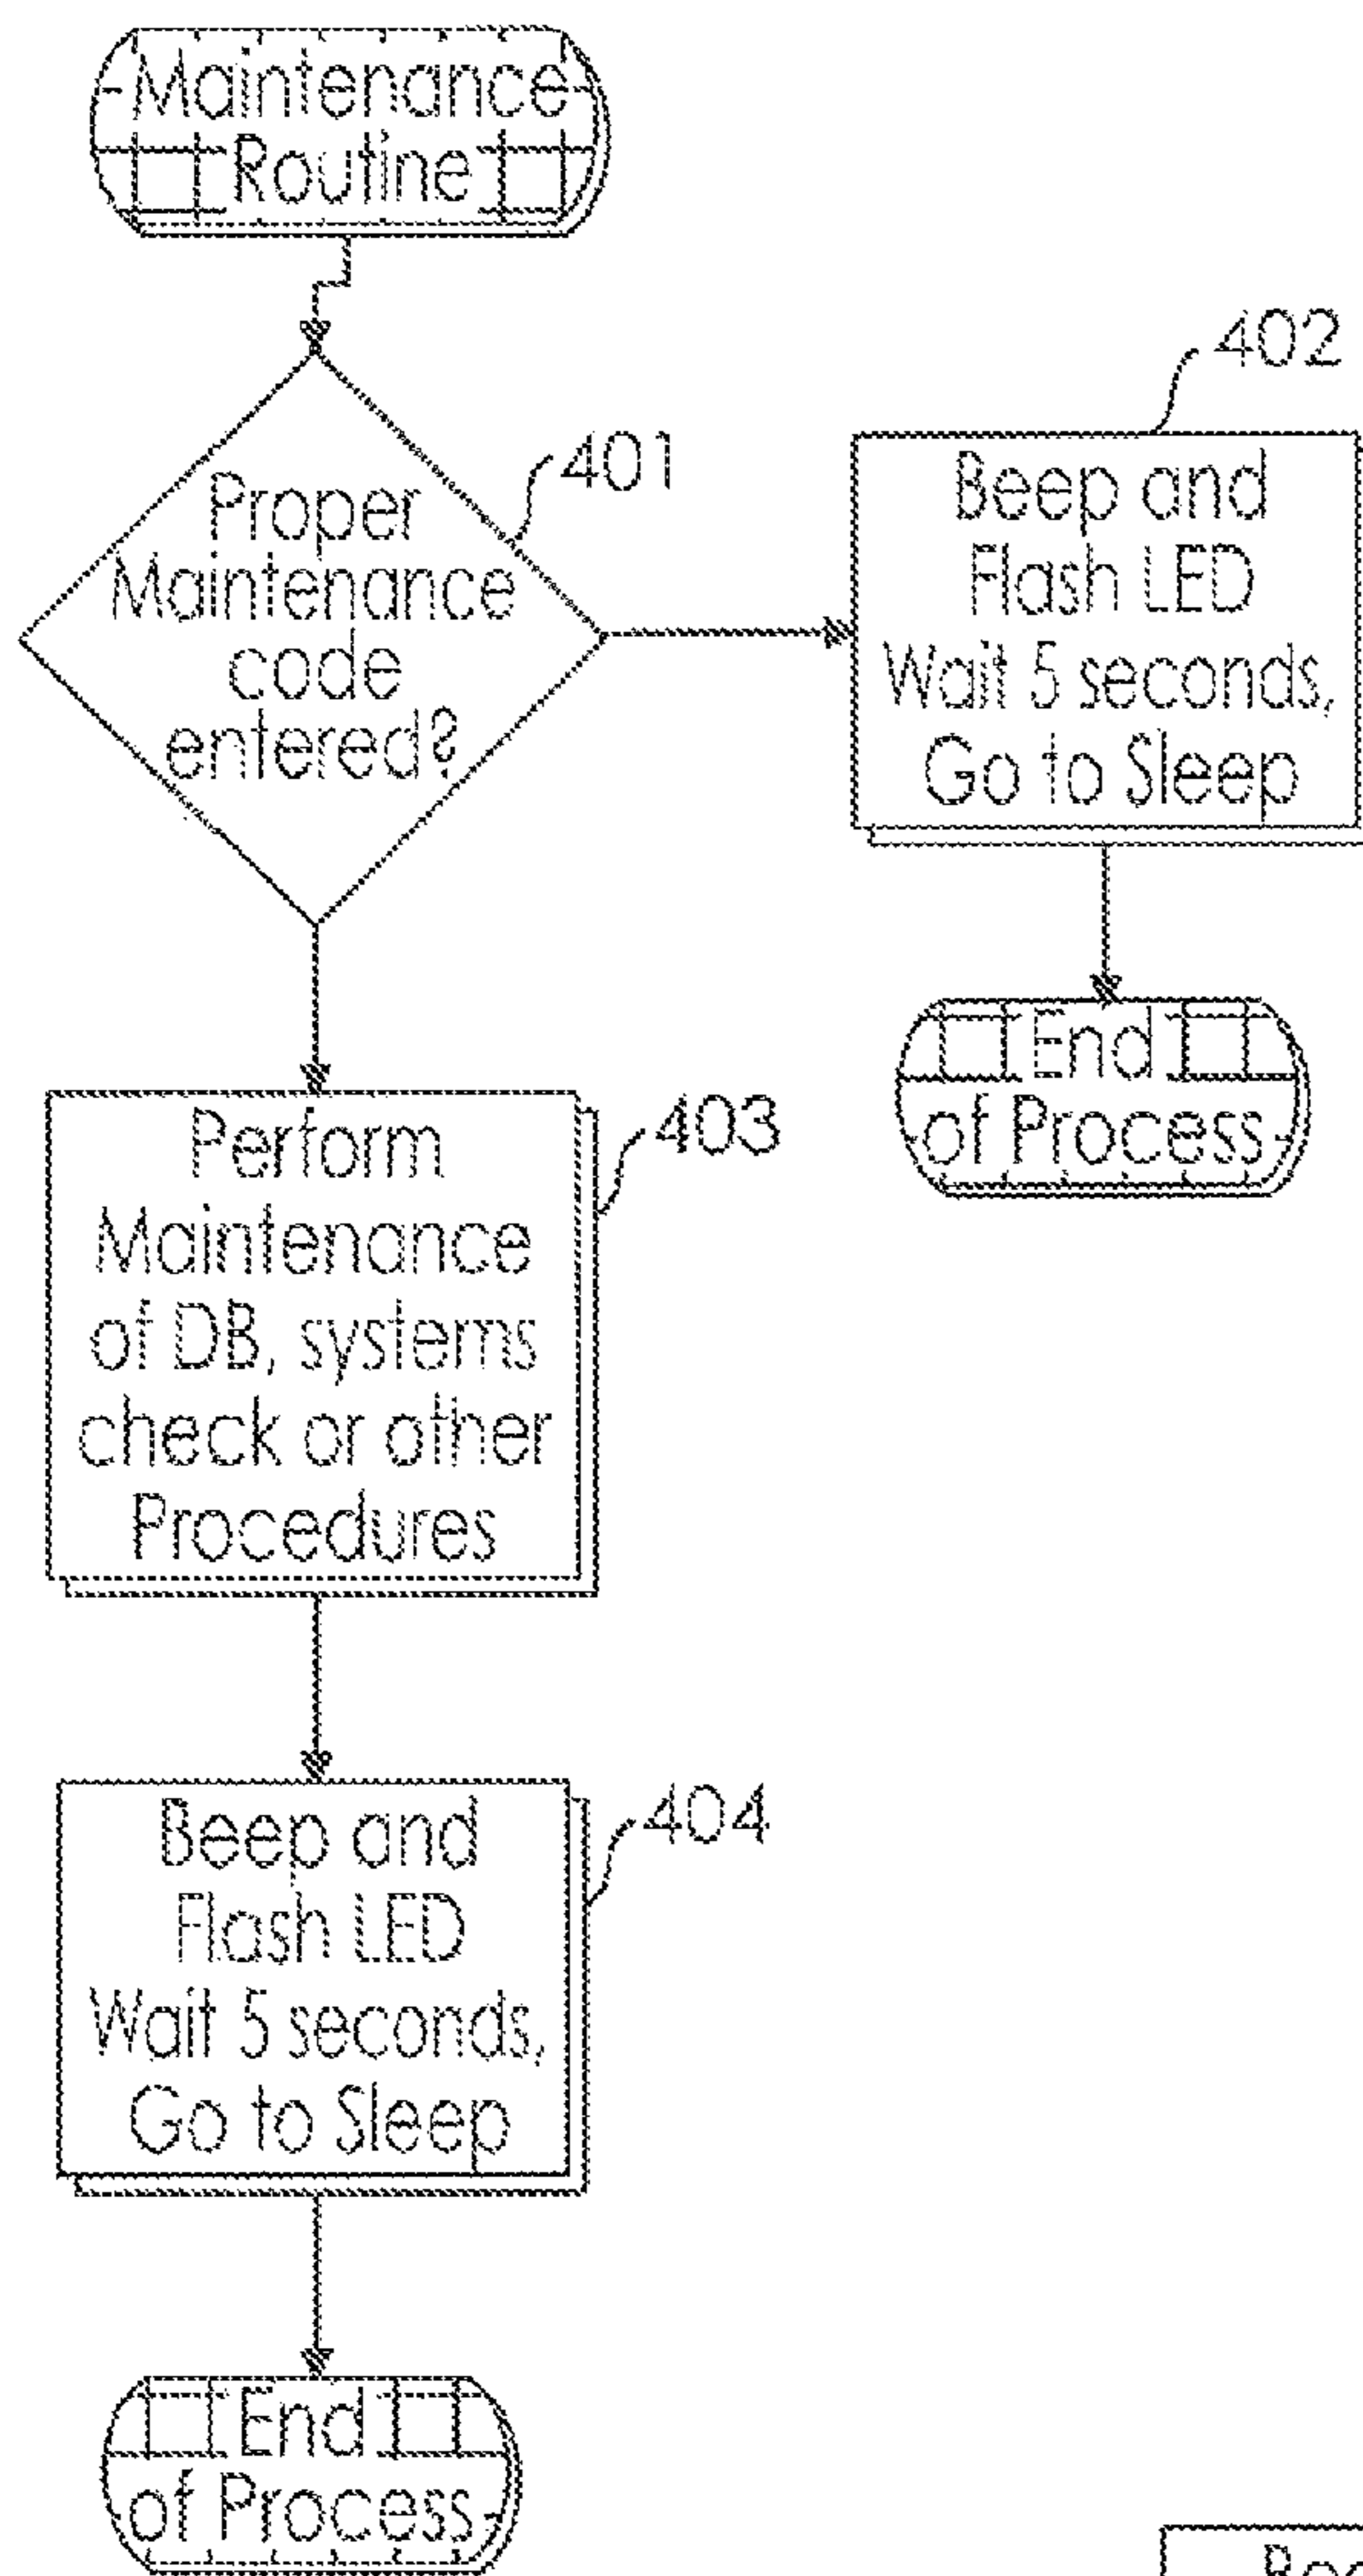 Maintenance
Routine
402
401
Proper
Maintenance
code
entered?
Beep and
Flash LED
Wait 5 seconds,
Go to Sleep
End
of Process
403
Perform
Maintenance
of DB, systems
check or other
Procedures
404
Beep and
Flash LED
Wait 5 seconds,
Go to Sleep
End
of Process